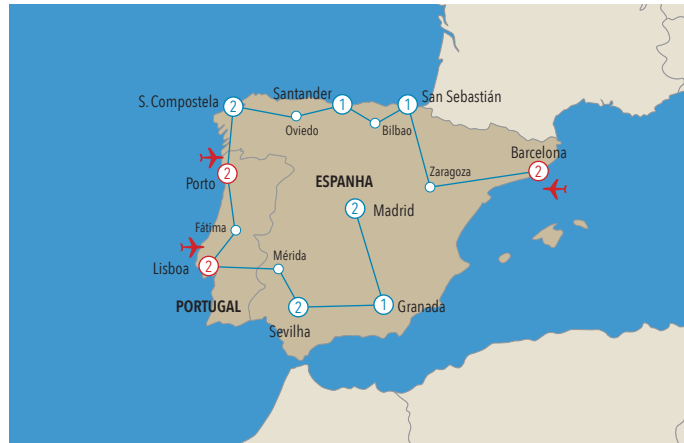 S. Compostela
2
Santander
1
1
San Sebastián
Oviedo
Bilbao
Barcelona
2
Zaragoza
Porto
2
ESPANHA
2
Madrid
Fátima
Lisboa
2
Mérida
PORTUGAL
2
Sevilha
1
Granada